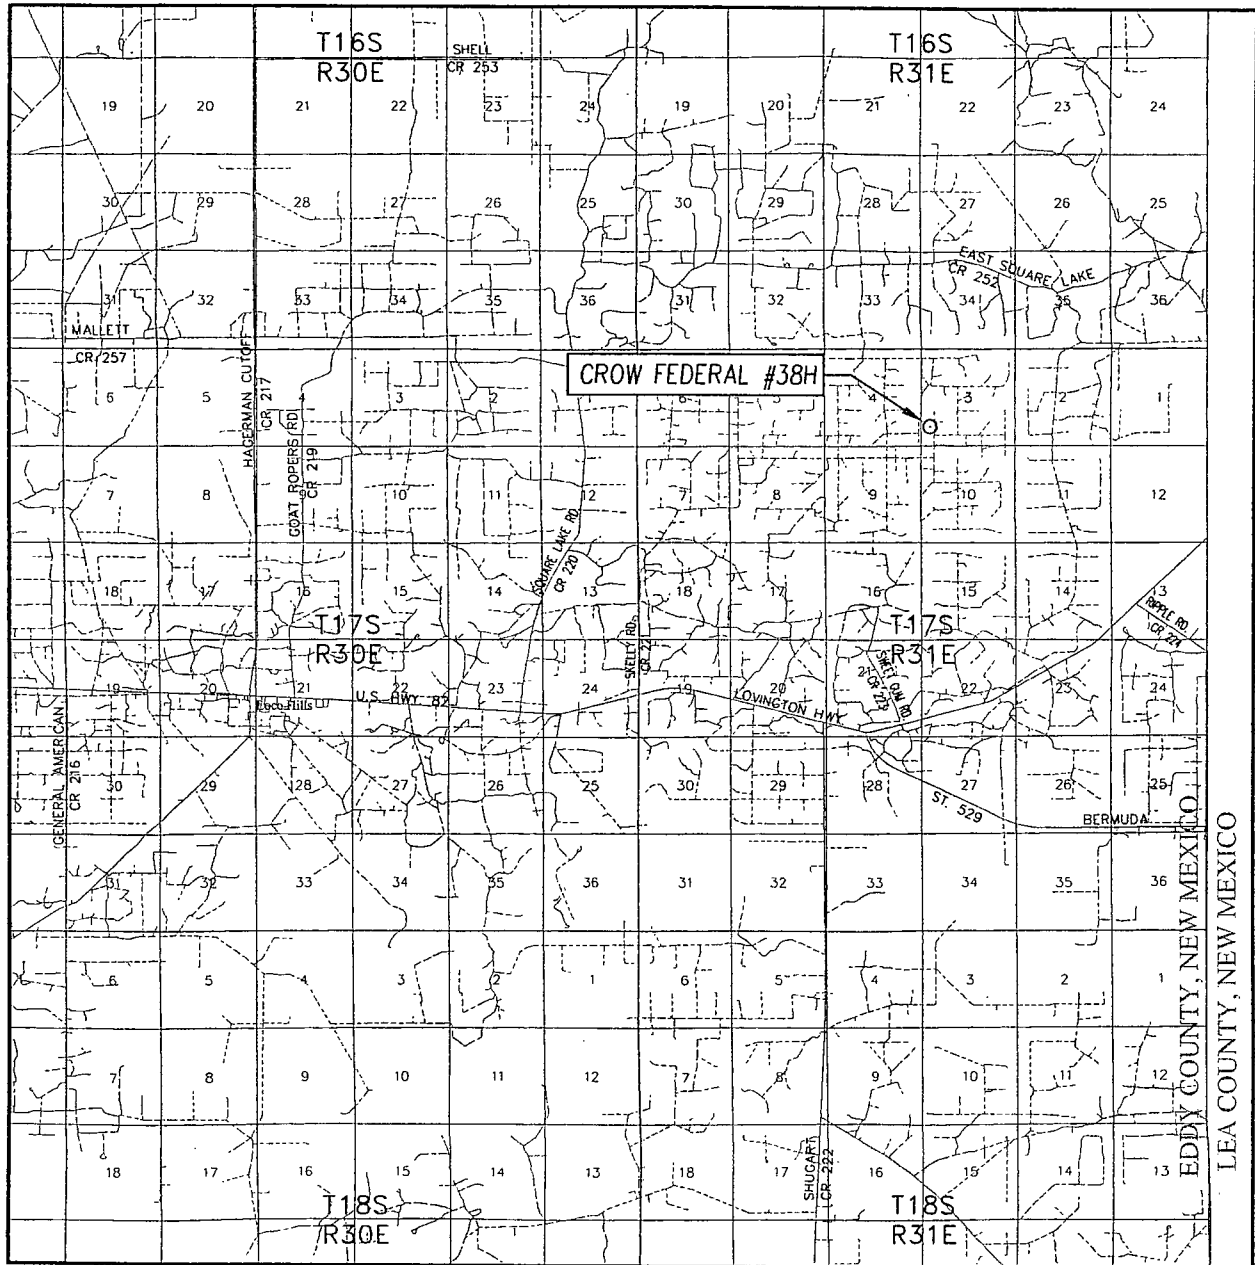 T16S
R30E
T16S
R31E
SHELL
CR 253
19 20 21 22 23 24 19 20 21 22 23 24
30 29 28 27 26 25 30 29 28 27 26 25
EAST SQUARE LAKE
CR 252
31 32 33 34 35 36 31 32 33 34 35 36
MALLETT
CR 257
HAGERMAN CUTOFF
CR 217
GOAT ROPERS RD
CR 219
CROW FEDERAL #38H
6 5 4 3 2 6 5 4 3 2 1
7 8 9 10 11 12 7 8 9 10 11 12
SQUARE LAKE RD
CR 220
18 17 16 15 14 13 18 17 16 15 14 13
RIPPLE RD
CR 224
T17S
R30E
T17S
R31E
SKELLY RD
CR 221
19 20 21 22 23 24 19 20 21 22 23 24
Loco Hills
U.S. HWY 82
LOVINGTON HWY
GENERAL AMERICAN
CR 216
30 29 28 27 26 25 30 29 28 27 26 25
ST. 529
BERMUDA
31 32 33 34 35 36 31 32 33 34 35 36
6 5 4 3 2 1 6 5 4 3 2 1
7 8 9 10 11 12 7 8 9 10 11 12
SHUGART
CR 222
18 17 16 15 14 13 18 17 16 15 14 13
T18S
R30E
T18S
R31E
EDDY COUNTY, NEW MEXICO
LEA COUNTY, NEW MEXICO